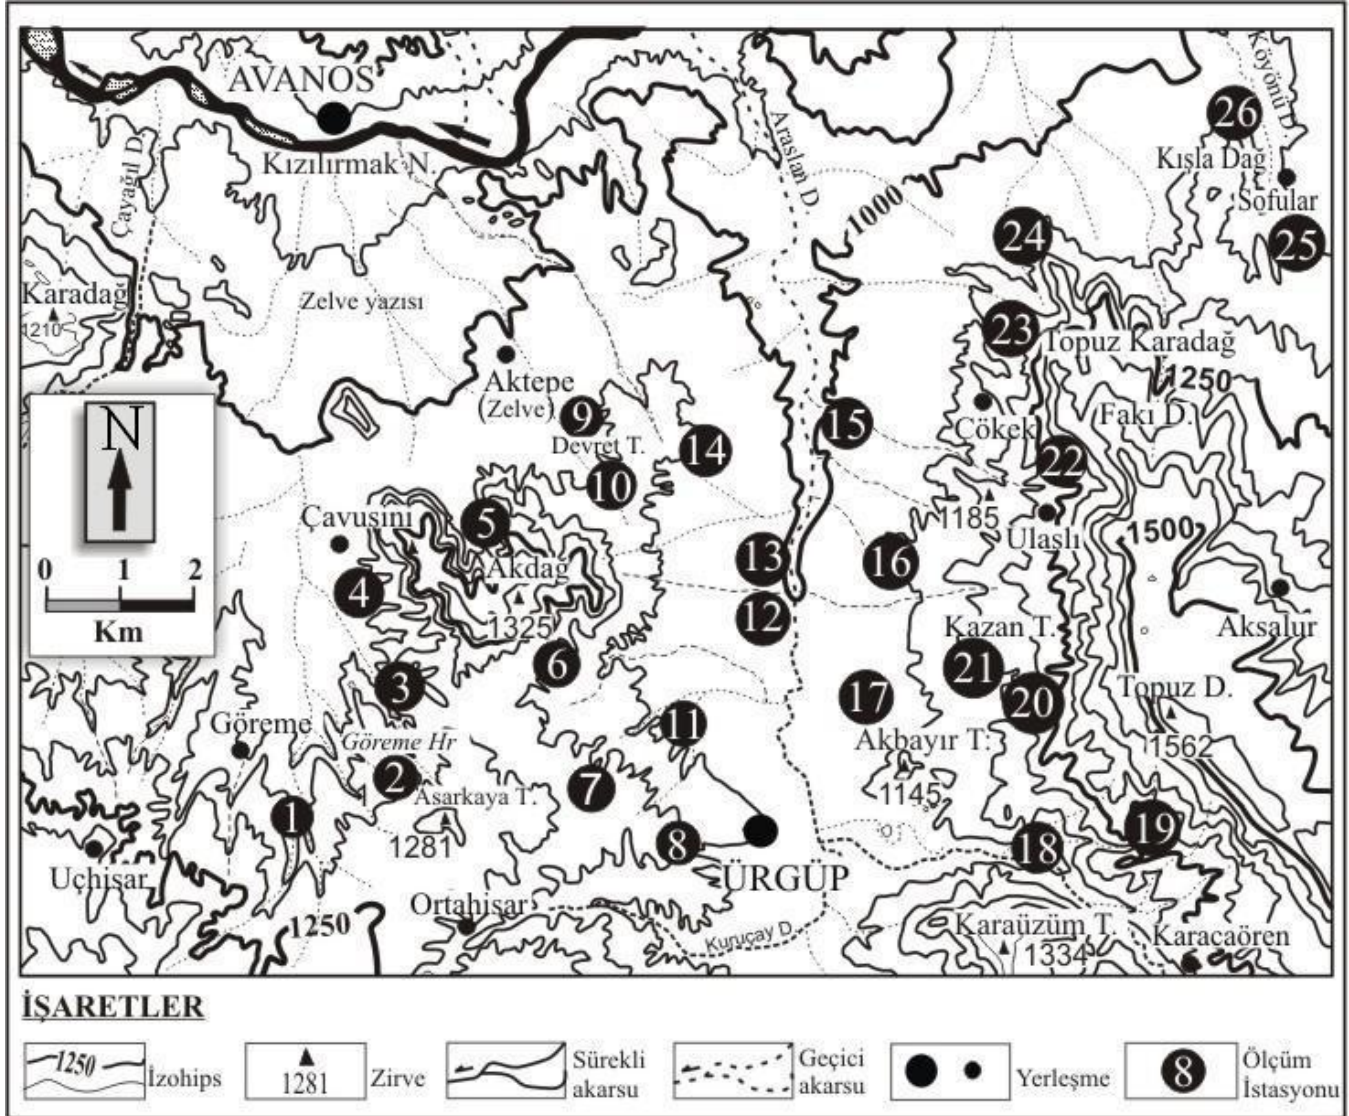 AVANOS
Kızılırmak N.
Çayağıl D.
Araslan D
1000
Köyönü D.
26
Kışla Dağ
Sofular
25
24
Karadağ
1210
Zelve yazısı
23
Topuz Karadağ
1250
Aktepe
(Zelve)
9
Devret T.
14
15
Cökek
Fakı D.
22
10
N
0 1 2
Km
Çavuşini
5
Akdağ
1325
4
13
16
1185
Ulaşlı
1500
12
Kazan T.
Aksalur
6
3
21
20
17
Topuz D.
1562
Göreme
Göreme Hr
11
Akbayır T.
1145
2
Asarkaya T.
1281
7
1
8
18
19
Uçhisar
ÜRGÜP
Ortahisar
1250
Kuruçay D.
Karaüzüm T.
1334
Karacaören
İŞARETLER
1250
İzohips
1281
Zirve
Sürekli
akarsu
Geçici
akarsu
Yerleşme
8
Ölçüm
İstasyonu